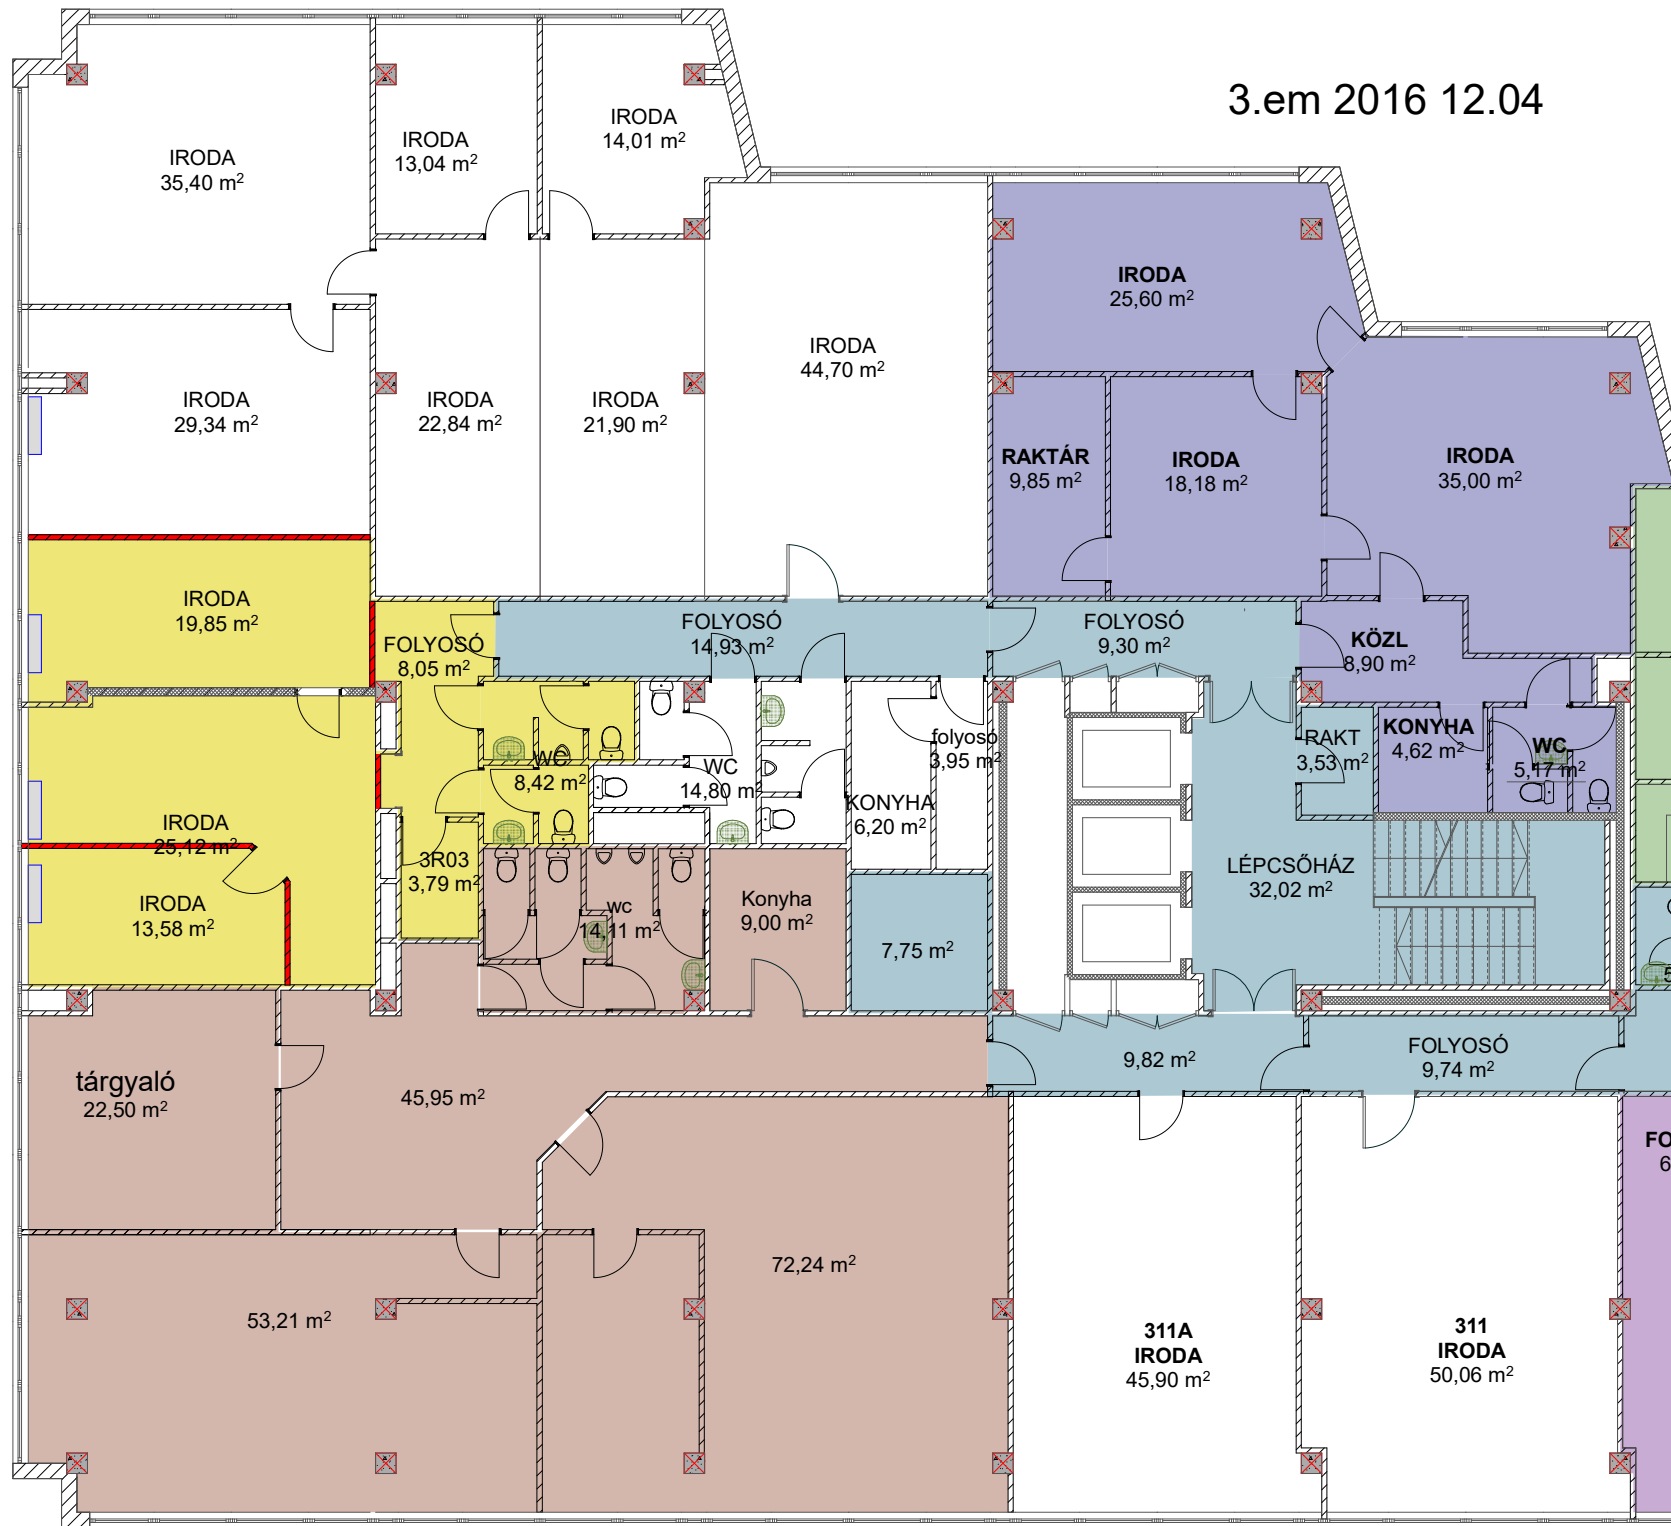 3.em 2016 12.04
IRODA
35,40 m²
IRODA
13,04 m²
IRODA
14,01 m²
IRODA
25,60 m²
IRODA
29,34 m²
IRODA
22,84 m²
IRODA
21,90 m²
IRODA
44,70 m²
RAKTÁR
9,85 m²
IRODA
18,18 m²
IRODA
35,00 m²
IRODA
19,85 m²
FOLYOSÓ
8,05 m²
FOLYOSÓ
14,93 m²
FOLYOSÓ
9,30 m²
KÖZL
8,90 m²
WC
8,42 m²
WC
14,80 m²
KONYHA
6,20 m²
folyosó
3,95 m²
RAKT
3,53 m²
KONYHA
4,62 m²
WC
5,17 m²
IRODA
25,12 m²
3R03
3,79 m²
IRODA
13,58 m²
wc
14,11 m²
Konyha
9,00 m²
7,75 m²
LÉPCSŐHÁZ
32,02 m²
tárgyaló
22,50 m²
45,95 m²
9,82 m²
FOLYOSÓ
9,74 m²
FO
6
53,21 m²
72,24 m²
311A
IRODA
45,90 m²
311
IRODA
50,06 m²